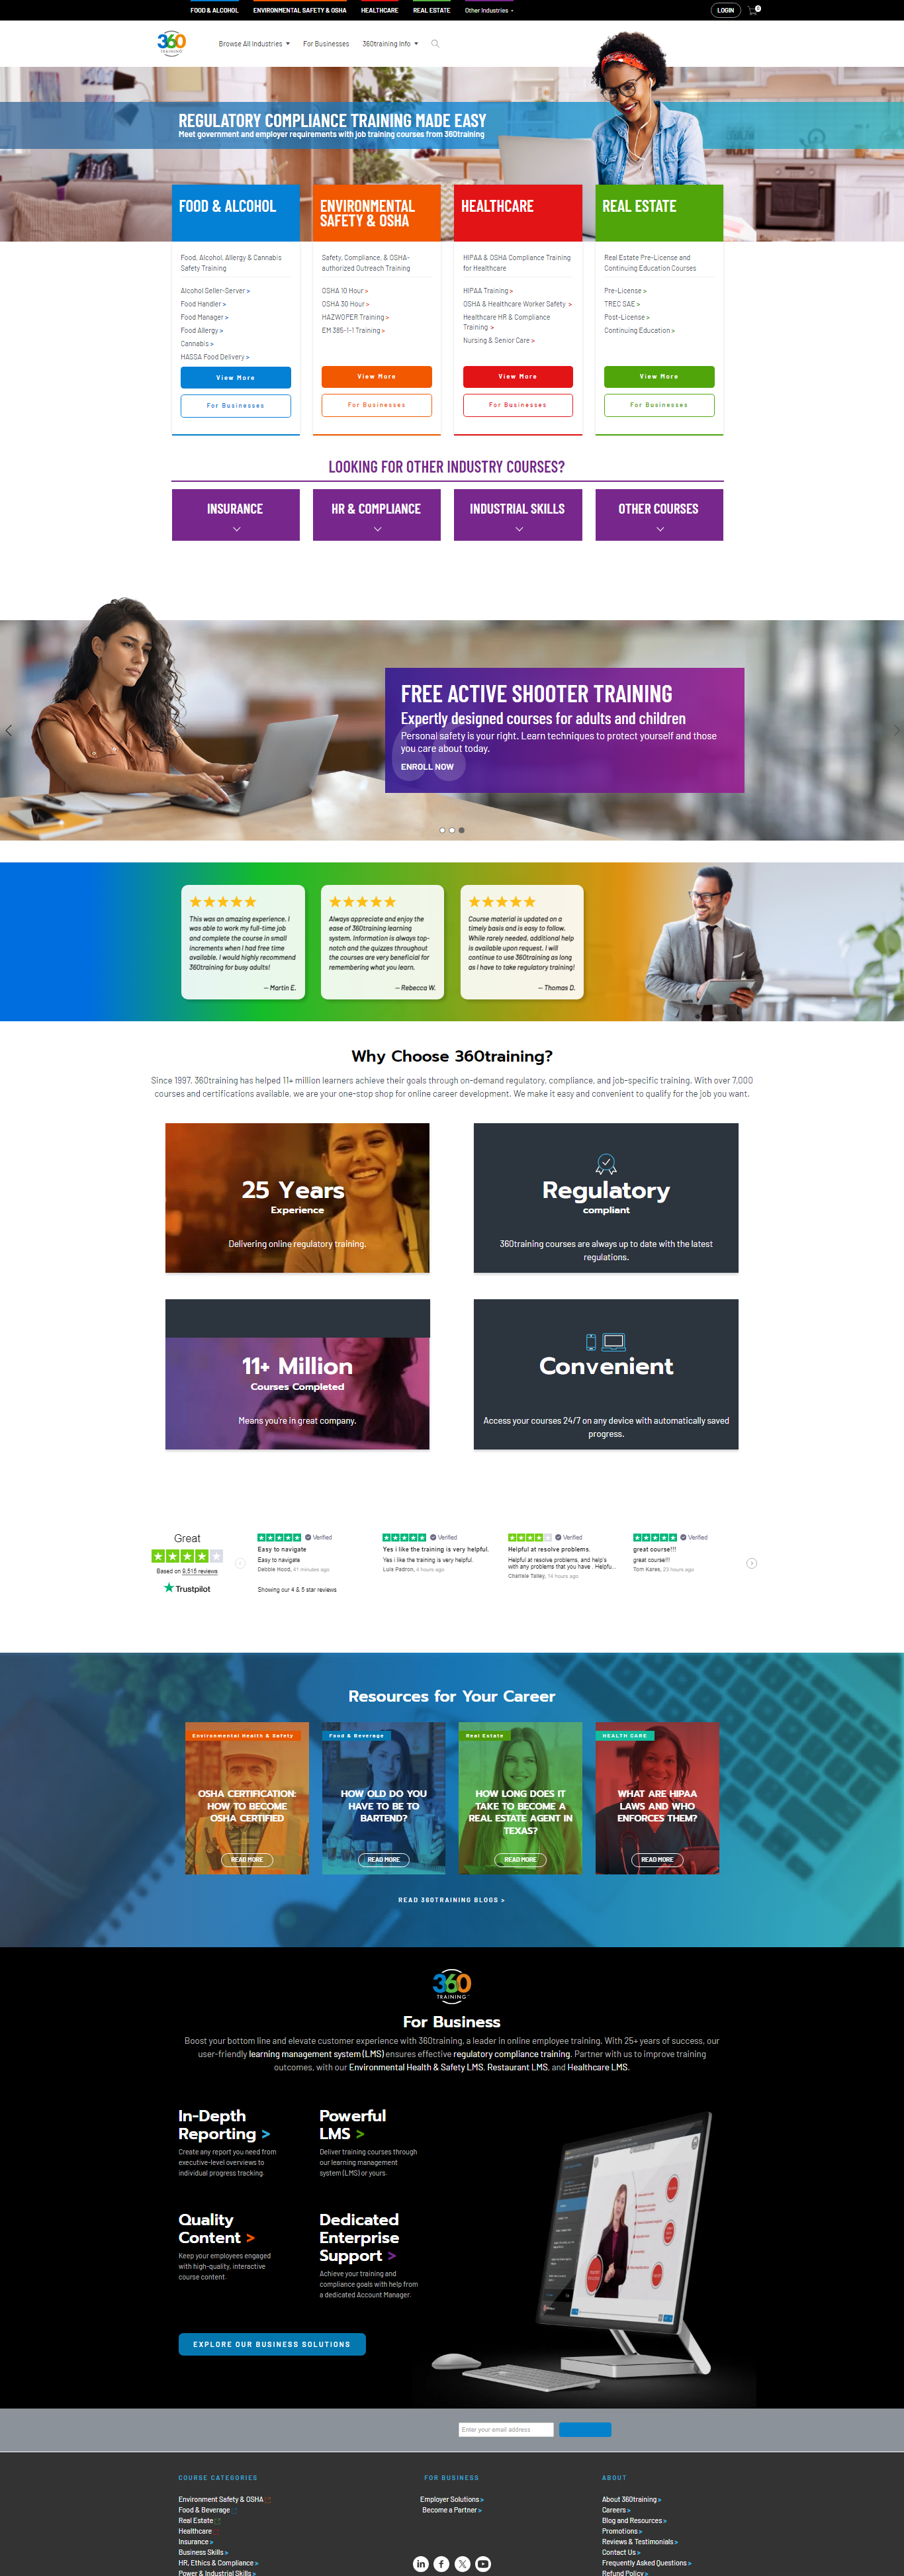 FOOD & ALCOHOL ENVIRONMENTAL SAFETY & OSHA HEALTHCARE REAL ESTATE Other Industries LOGIN 0
360 TRAINING Browse All Industries For Businesses 360training Info
REGULATORY COMPLIANCE TRAINING MADE EASY
Meet government and employer requirements with job training courses from 360training
FOOD & ALCOHOL
Food, Alcohol, Allergy & Cannabis
Safety Training
Alcohol Seller-Server >
Food Handler >
Food Manager >
Food Allergy >
Cannabis >
HASSA Food Delivery >
View More
For Businesses
ENVIRONMENTAL
SAFETY & OSHA
Safety, Compliance, & OSHA-
authorized Outreach Training
OSHA 10 Hour >
OSHA 30 Hour >
HAZWOPER Training >
EM 385-1-1 Training >
View More
For Businesses
HEALTHCARE
HIPAA & OSHA Compliance Training
for Healthcare
HIPAA Training >
OSHA & Healthcare Worker Safety >
Healthcare HR & Compliance
Training >
Nursing & Senior Care >
View More
For Businesses
REAL ESTATE
Real Estate Pre-License and
Continuing Education Courses
Pre-License >
TREC SAE >
Post-License >
Continuing Education >
View More
For Businesses
LOOKING FOR OTHER INDUSTRY COURSES?
INSURANCE
HR & COMPLIANCE
INDUSTRIAL SKILLS
OTHER COURSES
FREE ACTIVE SHOOTER TRAINING
Expertly designed courses for adults and children
Personal safety is your right. Learn techniques to protect yourself and those
you care about today.
ENROLL NOW
This was an amazing experience. I
was able to work my full-time job
and complete the course in small
increments when I had free time
available. I would highly recommend
360training for busy adults!
— Martin E.
Always appreciate and enjoy the
ease of 360training learning
system. Information is always top-
notch and the quizzes throughout
the courses are very beneficial for
remembering what you learn.
— Rebecca W.
Course material is updated on a
timely basis and is easy to follow.
While rarely needed, additional help
is available upon request. I will
continue to use 360training as long
as I have to take regulatory training!
— Thomas D.
Why Choose 360training?
Since 1997, 360training has helped 11+ million learners achieve their goals through on-demand regulatory, compliance, and job-specific training. With over 7,000
courses and certifications available, we are your one-stop shop for online career development. We make it easy and convenient to qualify for the job you want.
25 Years
Experience
Delivering online regulatory training.
Regulatory
compliant
360training courses are always up to date with the latest
regulations.
11+ Million
Courses Completed
Means you're in great company.
Convenient
Access your courses 24/7 on any device with automatically saved
progress.
Great
Based on 9,515 reviews
Trustpilot
Verified
Easy to navigate
Easy to navigate
Debbie Hood, 41 minutes ago
Verified
Yes i like the training is very helpful.
Yes i like the training is very helpful.
Luis Padron, 4 hours ago
Verified
Helpful at resolve problems.
Helpful at resolve problems, and help's
with any problems that you have . Helpfu...
Charisla Talley, 14 hours ago
Verified
great course!!!
great course!!!
Tom Kares, 23 hours ago
Showing our 4 & 5 star reviews
Resources for Your Career
Environmental Health & Safety
OSHA CERTIFICATION:
HOW TO BECOME
OSHA CERTIFIED
READ MORE
Food & Beverage
HOW OLD DO YOU
HAVE TO BE TO
BARTEND?
READ MORE
Real Estate
HOW LONG DOES IT
TAKE TO BECOME A
REAL ESTATE AGENT IN
TEXAS?
READ MORE
HEALTH CARE
WHAT ARE HIPAA
LAWS AND WHO
ENFORCES THEM?
READ MORE
READ 360TRAINING BLOGS >
360
TRAINING
For Business
Boost your bottom line and elevate customer experience with 360training, a leader in online employee training. With 25+ years of success, our
user-friendly learning management system (LMS) ensures effective regulatory compliance training. Partner with us to improve training
outcomes, with our Environmental Health & Safety LMS, Restaurant LMS, and Healthcare LMS.
In-Depth
Reporting >
Create any report you need from
executive-level overviews to
individual progress tracking.
Powerful
LMS >
Deliver training courses through
our learning management
system (LMS) or yours.
Quality
Content >
Keep your employees engaged
with high-quality, interactive
course content.
Dedicated
Enterprise
Support >
Achieve your training and
compliance goals with help from
a dedicated Account Manager.
EXPLORE OUR BUSINESS SOLUTIONS
Enter your email address
COURSE CATEGORIES
Environment Safety & OSHA
Food & Beverage
Real Estate
Healthcare
Insurance >
Business Skills >
HR, Ethics & Compliance >
Power & Industrial Skills >
FOR BUSINESS
Employer Solutions >
Become a Partner >
ABOUT
About 360training >
Careers >
Blog and Resources >
Promotions >
Reviews & Testimonials >
Contact Us >
Frequently Asked Questions >
Refund Policy >